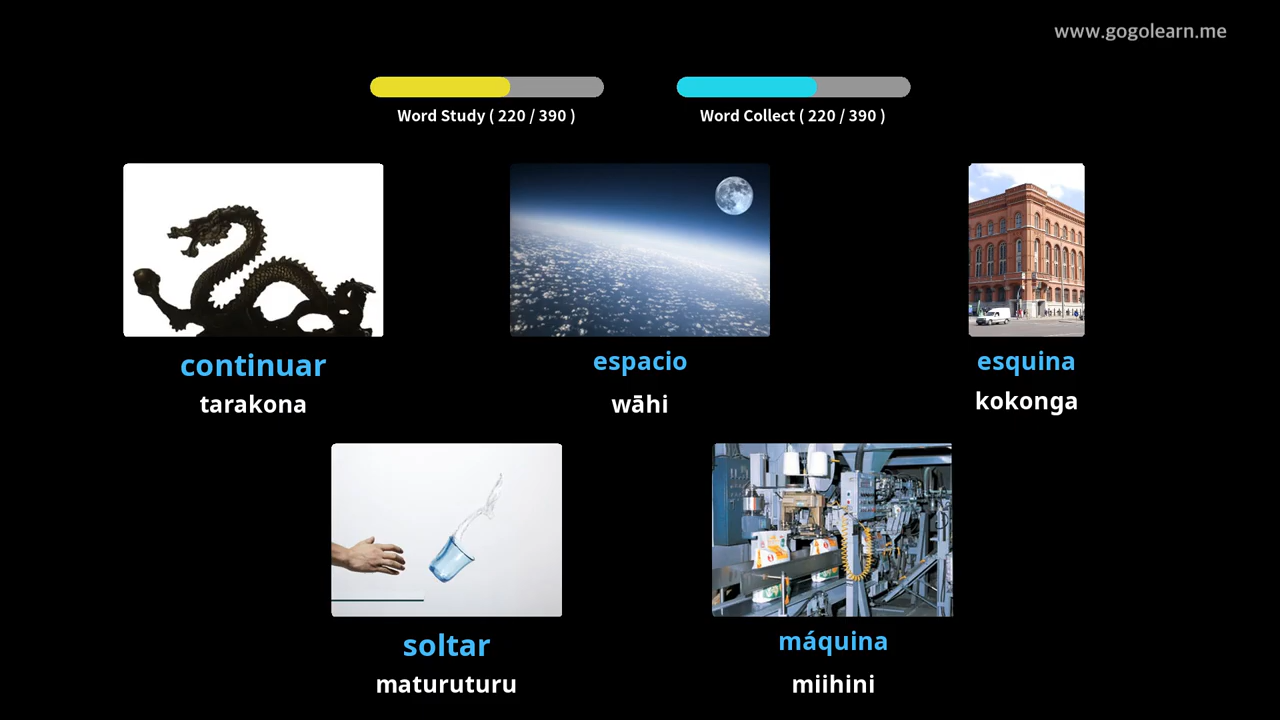 www.gogolearn.me
Word Study ( 220 / 390 )
Word Collect ( 220 / 390 )
continuar
tarakona
espacio
wāhi
esquina
kokonga
soltar
maturuturu
máquina
miihini